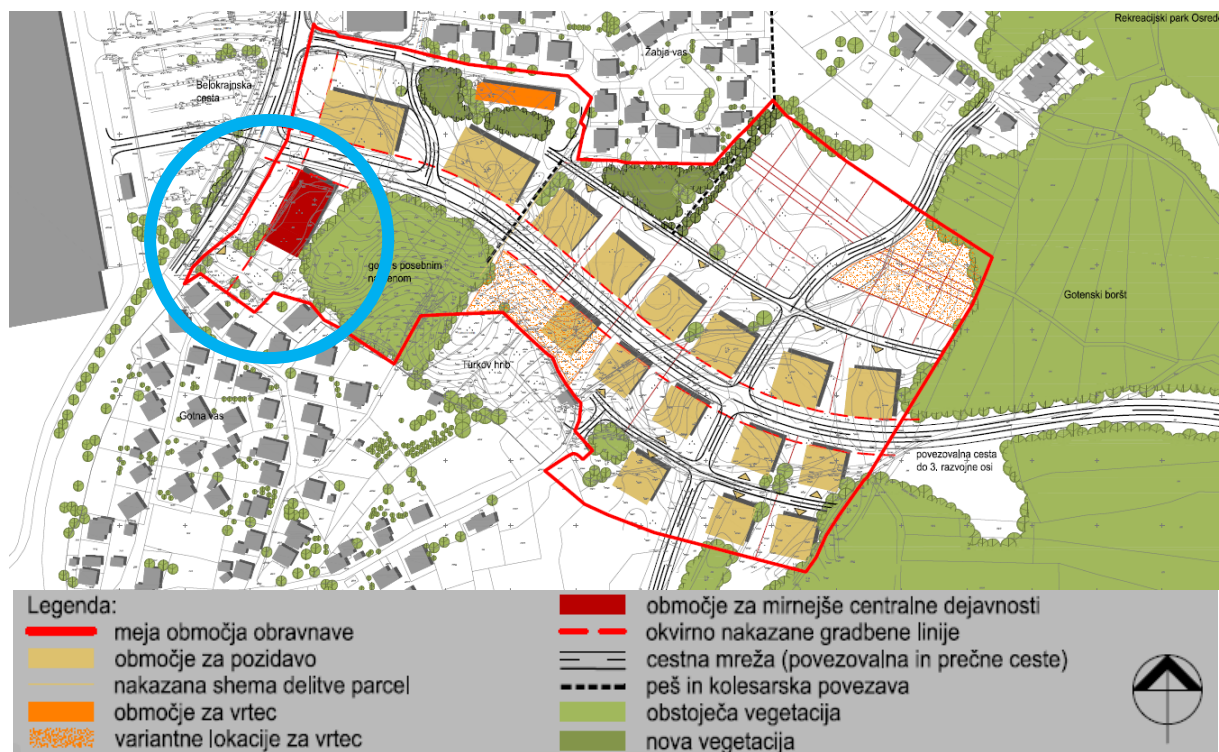 Rekreacijski park Osredo
Žabja vas
Belokrajnska
cesta
Gotenski boršt
Turkov hrib
Gotna vas
povezovalna cesta
do 3. razvojne osi
Legenda:
meja območja obravnave
območje za pozidavo
nakazana shema delitve parcel
območje za vrtec
variantne lokacije za vrtec
območje za mirnejše centralne dejavnosti
okvirno nakazane gradbene linije
cestna mreža (povezovalna in prečne ceste)
peš in kolesarska povezava
obstoječa vegetacija
nova vegetacija